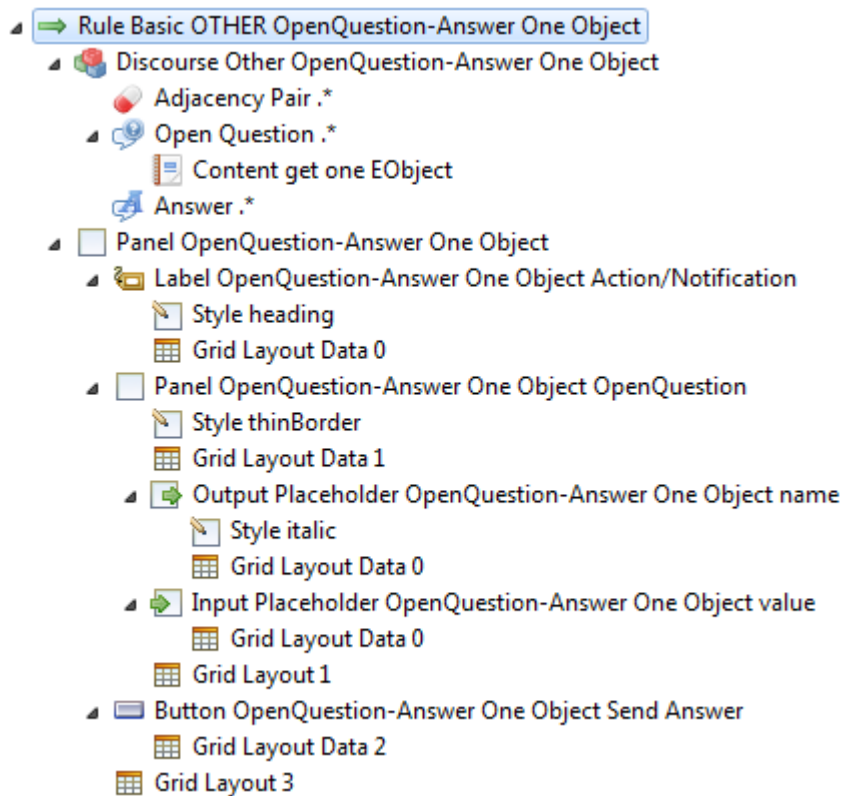 Rule Basic OTHER OpenQuestion-Answer One Object
Discourse Other OpenQuestion-Answer One Object
Adjacency Pair .*
Open Question .*
Content get one EObject
Answer .*
Panel OpenQuestion-Answer One Object
Label OpenQuestion-Answer One Object Action/Notification
Style heading
Grid Layout Data 0
Panel OpenQuestion-Answer One Object OpenQuestion
Style thinBorder
Grid Layout Data 1
Output Placeholder OpenQuestion-Answer One Object name
Style italic
Grid Layout Data 0
Input Placeholder OpenQuestion-Answer One Object value
Grid Layout Data 0
Grid Layout 1
Button OpenQuestion-Answer One Object Send Answer
Grid Layout Data 2
Grid Layout 3